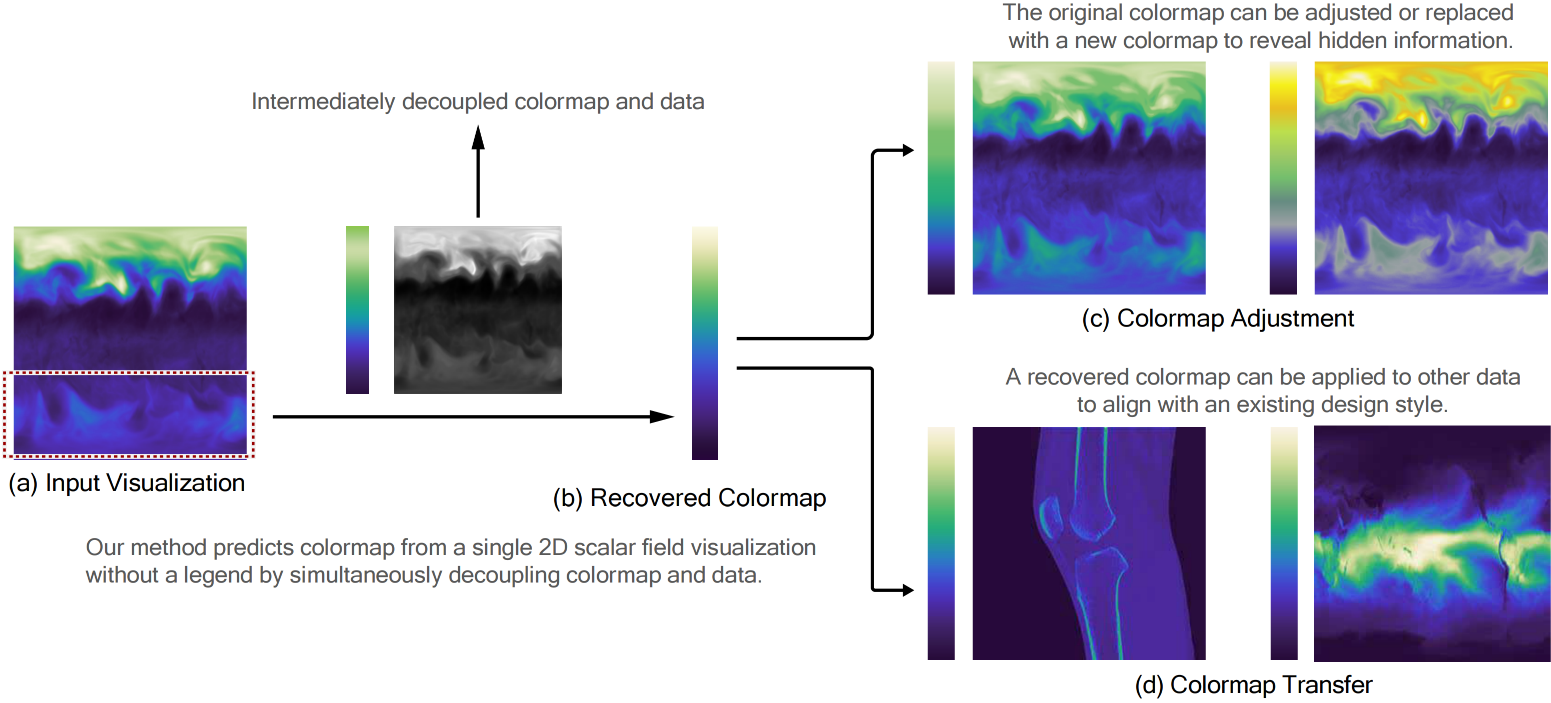 The original colormap can be adjusted or replaced
with a new colormap to reveal hidden information.
Intermediately decoupled colormap and data
(a) Input Visualization
(b) Recovered Colormap
Our method predicts colormap from a single 2D scalar field visualization
without a legend by simultaneously decoupling colormap and data.
(c) Colormap Adjustment
A recovered colormap can be applied to other data
to align with an existing design style.
(d) Colormap Transfer